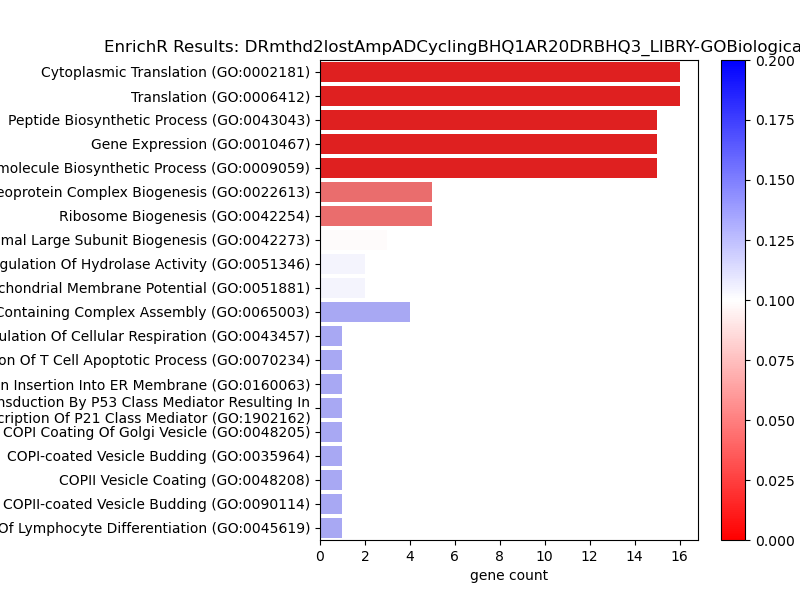 EnrichR Results: DRmthd2lostAmpADCyclingBHQ1AR20DRBHQ3_LIBRY-GOBiologica
Cytoplasmic Translation (GO:0002181)
Translation (GO:0006412)
Peptide Biosynthetic Process (GO:0043043)
Gene Expression (GO:0010467)
molecule Biosynthetic Process (GO:0009059)
eoprotein Complex Biogenesis (GO:0022613)
Ribosome Biogenesis (GO:0042254)
mal Large Subunit Biogenesis (GO:0042273)
gulation Of Hydrolase Activity (GO:0051346)
chondrial Membrane Potential (GO:0051881)
Containing Complex Assembly (GO:0065003)
ulation Of Cellular Respiration (GO:0043457)
on Of T Cell Apoptotic Process (GO:0070234)
n Insertion Into ER Membrane (GO:0160063)
nsduction By P53 Class Mediator Resulting In
cription Of P21 Class Mediator (GO:1902162)
COPI Coating Of Golgi Vesicle (GO:0048205)
COPI-coated Vesicle Budding (GO:0035964)
COPII Vesicle Coating (GO:0048208)
COPII-coated Vesicle Budding (GO:0090114)
Of Lymphocyte Differentiation (GO:0045619)
0 2 4 6 8 10 12 14 16
gene count
0.200
0.175
0.150
0.125
0.100
0.075
0.050
0.025
0.000